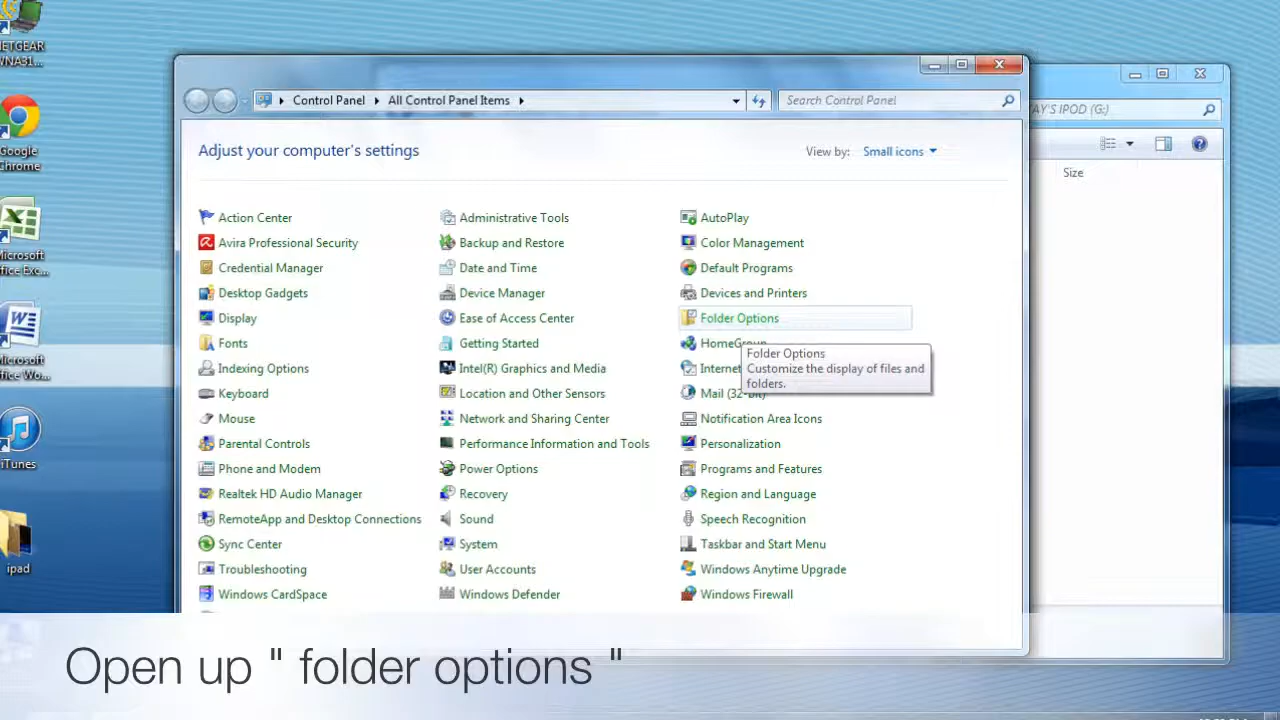 NETGEAR
WNA31...
Google
Chrome
Microsoft
Office Exc...
Microsoft
Office Wo...
iTunes
ipad
Control Panel
All Control Panel Items
Search Control Panel
Adjust your computer's settings
View by: Small icons
Action Center
Administrative Tools
AutoPlay
Avira Professional Security
Backup and Restore
Color Management
Credential Manager
Date and Time
Default Programs
Desktop Gadgets
Device Manager
Devices and Printers
Display
Ease of Access Center
Folder Options
Fonts
Getting Started
HomeGroup
Indexing Options
Intel(R) Graphics and Media
Internet
Keyboard
Location and Other Sensors
Mail (32-bit)
Mouse
Network and Sharing Center
Notification Area Icons
Parental Controls
Performance Information and Tools
Personalization
Phone and Modem
Power Options
Programs and Features
Realtek HD Audio Manager
Recovery
Region and Language
RemoteApp and Desktop Connections
Sound
Speech Recognition
Sync Center
System
Taskbar and Start Menu
Troubleshooting
User Accounts
Windows Anytime Upgrade
Windows CardSpace
Windows Defender
Windows Firewall
Folder Options
Customize the display of files and
folders.
AY'S IPOD (G:)
Size
Open up " folder options "